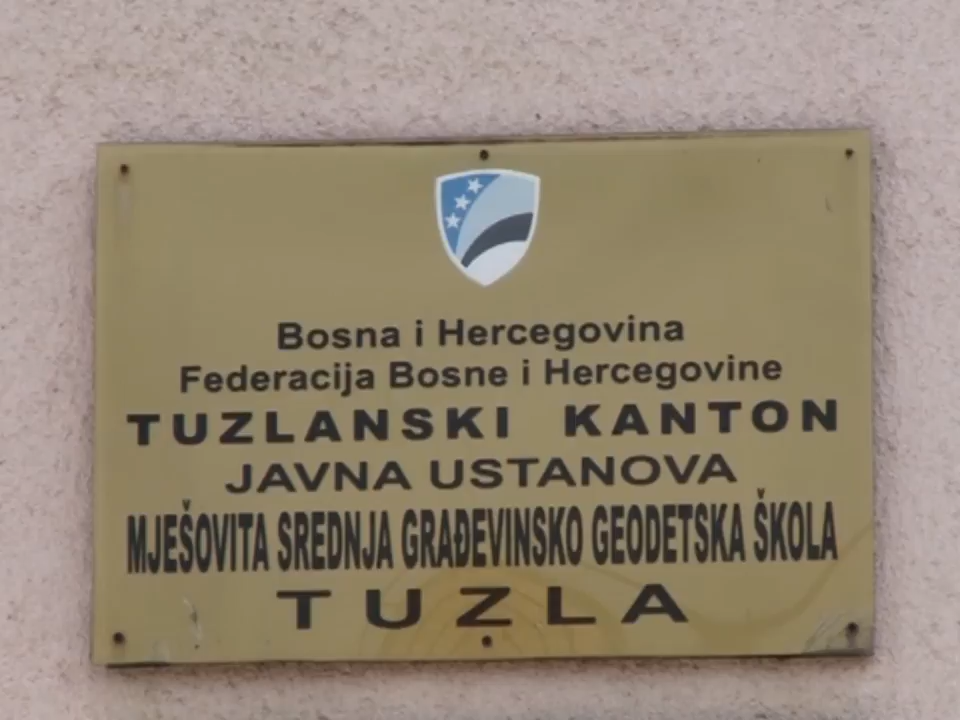 Bosna i Hercegovina
Federacija Bosne i Hercegovine
TUZLANSKI KANTON
JAVNA USTANOVA
MJEŠOVITA SREDNJA GRAĐEVINSKO GEODETSKA ŠKOLA
TUZLA